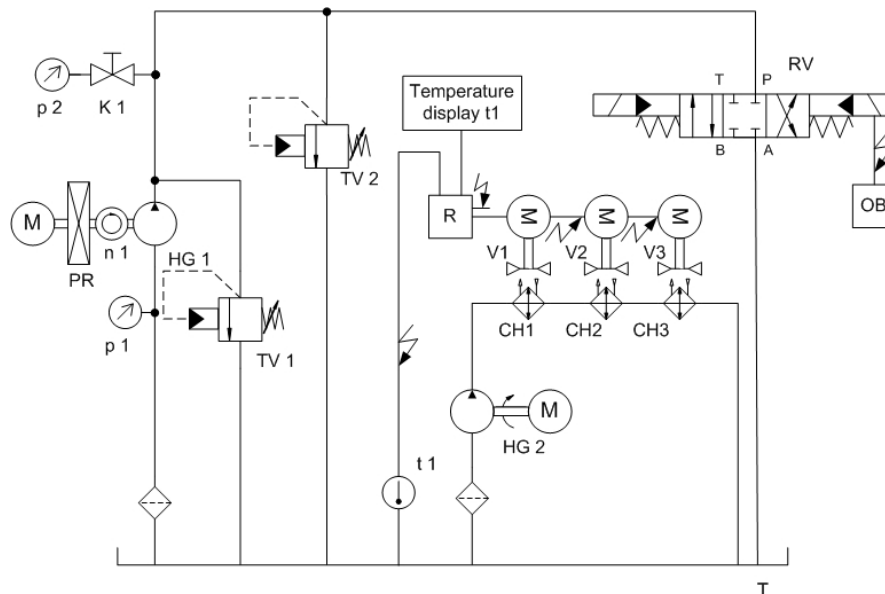 T P RV
p 2 K 1
Temperature
display t1
B A
TV 2
M
n 1
PR
HG 1
R
M M M
OB
V1 V2 V3
p 1
TV 1
CH1 CH2 CH3
M
HG 2
t 1
T